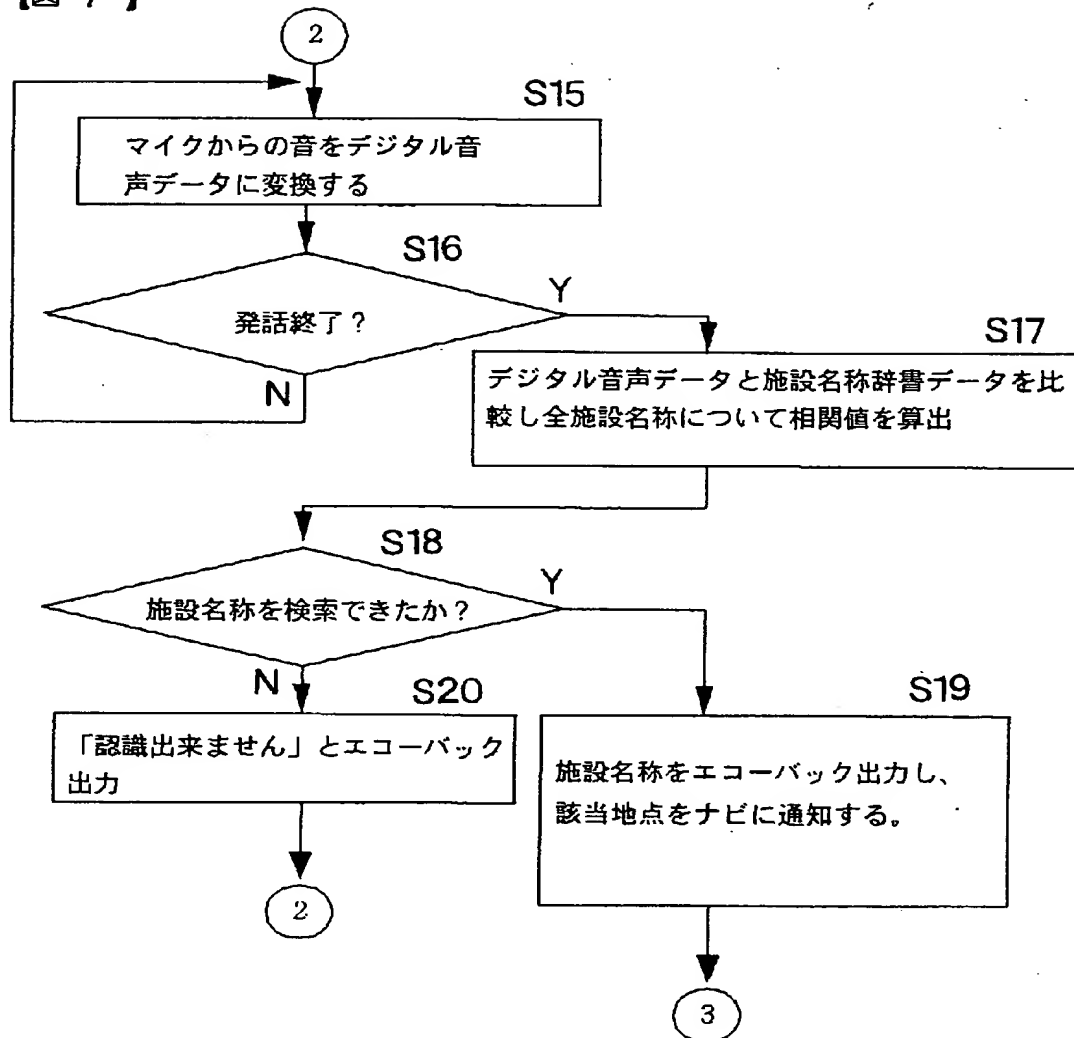 【図 7 】
2
S15
マイクからの音をデジタル音
声データに変換する
S16
発話終了？
Y
N
S17
デジタル音声データと施設名称辞書データを比
較し全施設名称について相関値を算出
S18
施設名称を検索できたか？
Y
N
S20
「認識出来ません」とエコーバック
出力
S19
施設名称をエコーバック出力し、
該当地点をナビに通知する。
2
3